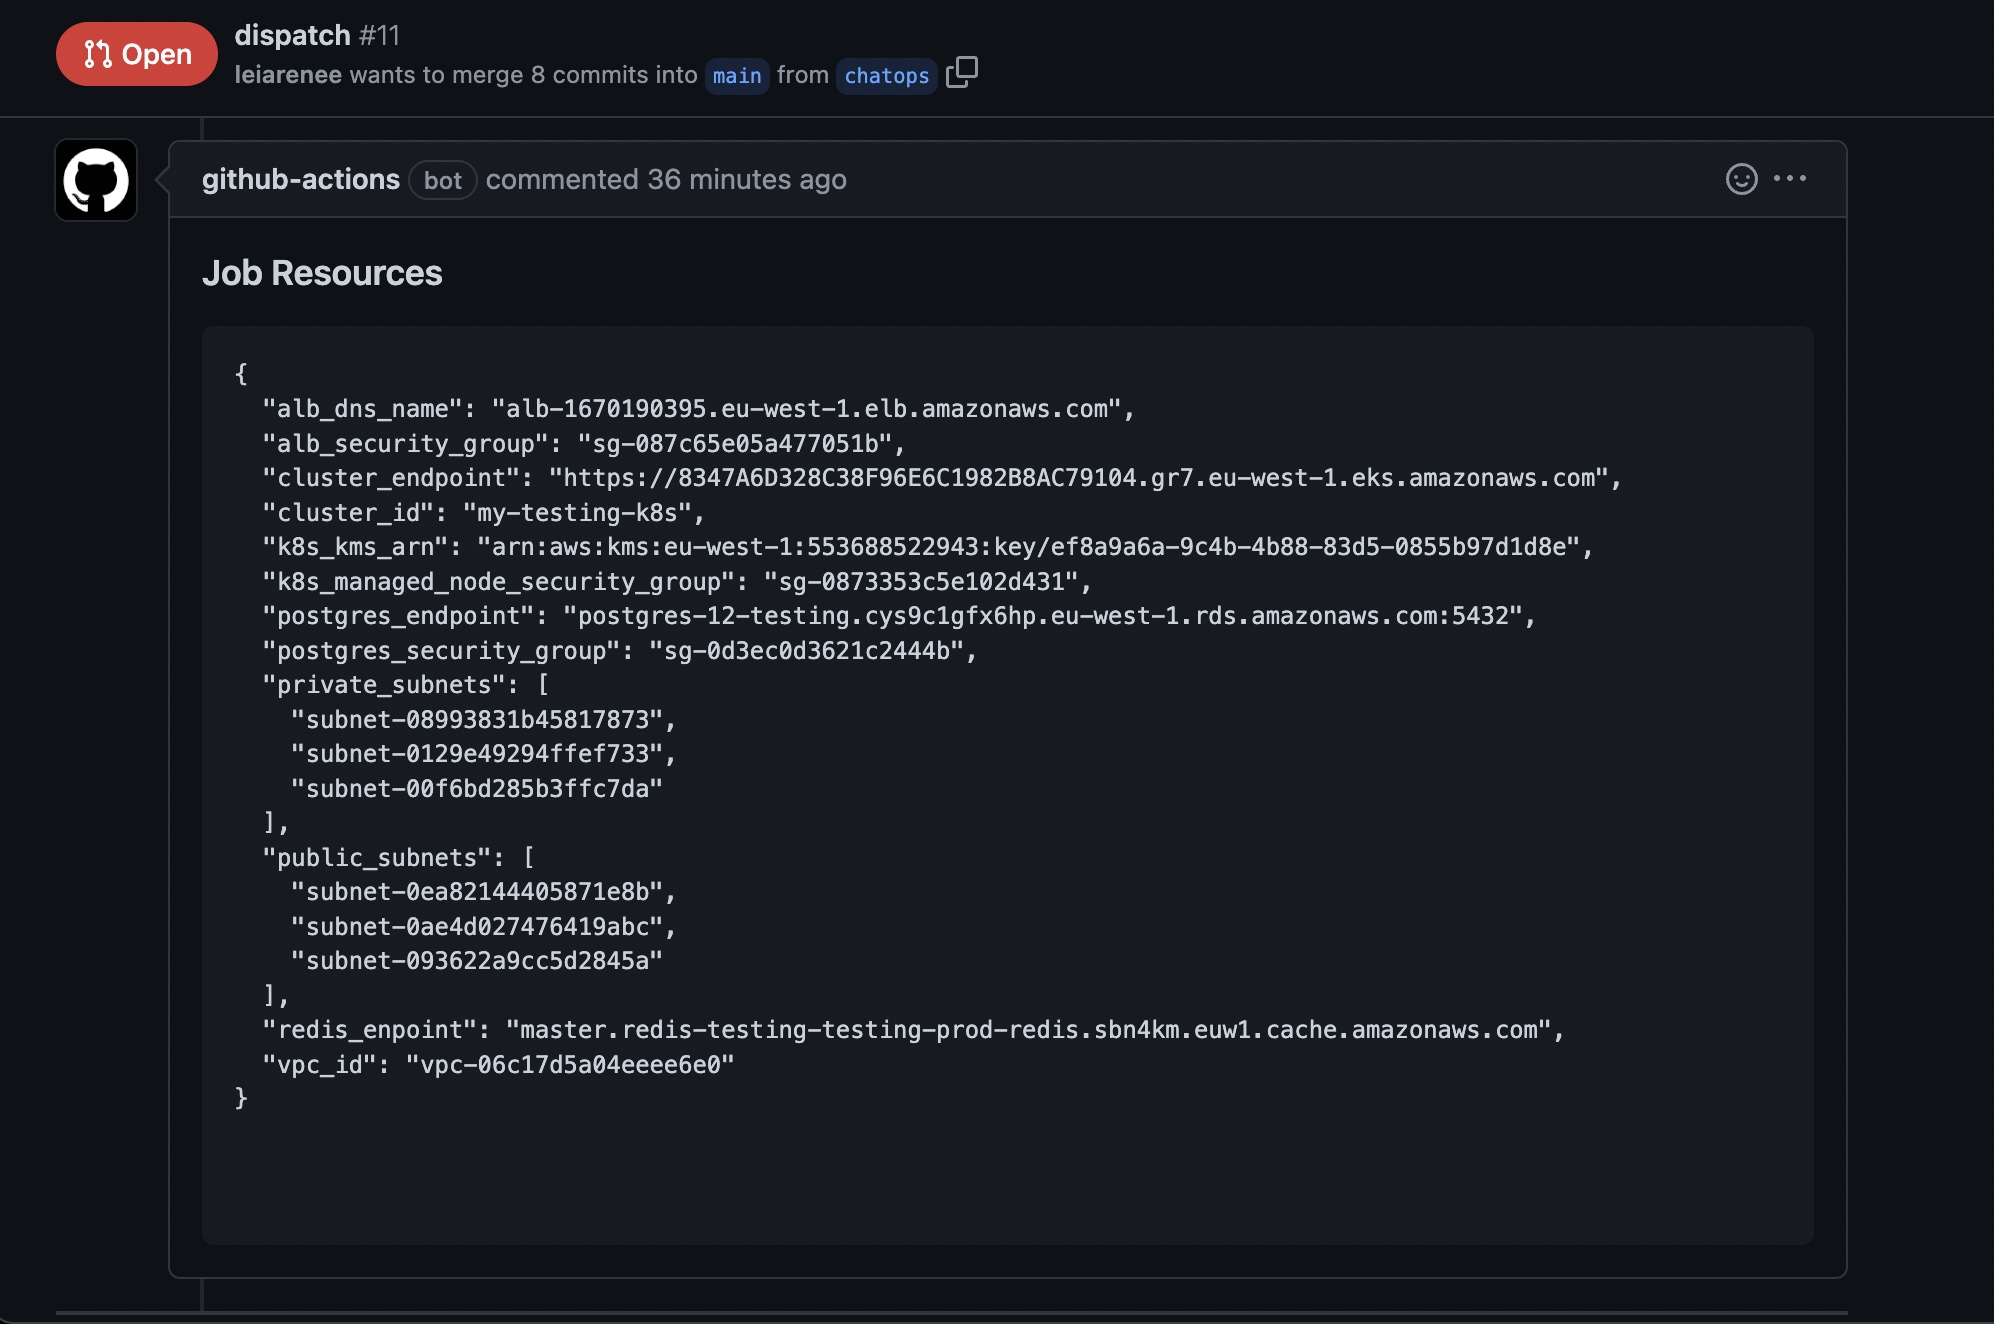 Open
dispatch #11
leiarenee wants to merge 8 commits into main from chatops
github-actions bot commented 36 minutes ago
Job Resources
{
  "alb_dns_name": "alb-1670190395.eu-west-1.elb.amazonaws.com",
  "alb_security_group": "sg-087c65e05a477051b",
  "cluster_endpoint": "https://8347A6D328C38F96E6C1982B8AC79104.gr7.eu-west-1.eks.amazonaws.com",
  "cluster_id": "my-testing-k8s",
  "k8s_kms_arn": "arn:aws:kms:eu-west-1:553688522943:key/ef8a9a6a-9c4b-4b88-83d5-0855b97d1d8e",
  "k8s_managed_node_security_group": "sg-0873353c5e102d431",
  "postgres_endpoint": "postgres-12-testing.cys9c1gfx6hp.eu-west-1.rds.amazonaws.com:5432",
  "postgres_security_group": "sg-0d3ec0d3621c2444b",
  "private_subnets": [
    "subnet-08993831b45817873",
    "subnet-0129e49294ffef733",
    "subnet-00f6bd285b3ffc7da"
  ],
  "public_subnets": [
    "subnet-0ea82144405871e8b",
    "subnet-0ae4d027476419abc",
    "subnet-093622a9cc5d2845a"
  ],
  "redis_enpoint": "master.redis-testing-testing-prod-redis.sbn4km.euw1.cache.amazonaws.com",
  "vpc_id": "vpc-06c17d5a04eeee6e0"
}